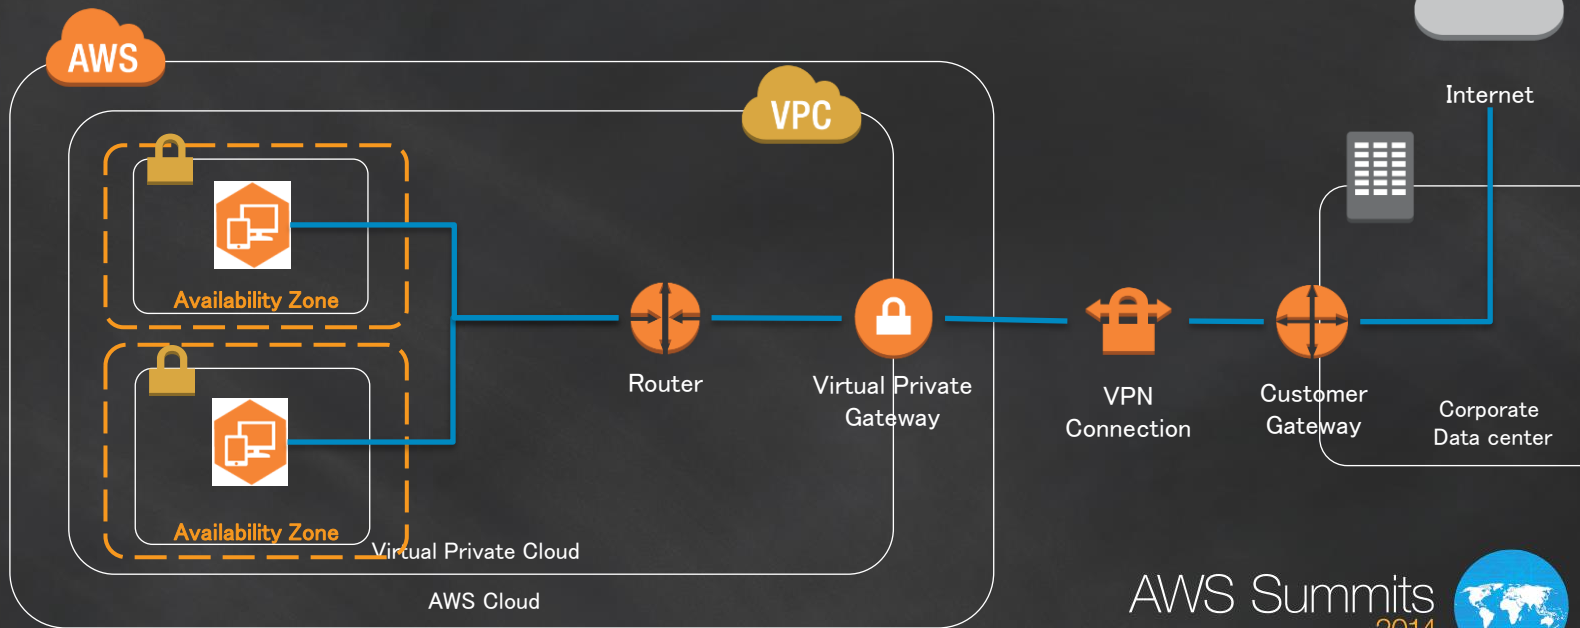 AWS
VPC
Internet
Availability Zone
Router
Virtual Private
Gateway
VPN
Connection
Customer
Gateway
Corporate
Data center
Availability Zone
Virtual Private Cloud
AWS Cloud
AWS Summits
2014